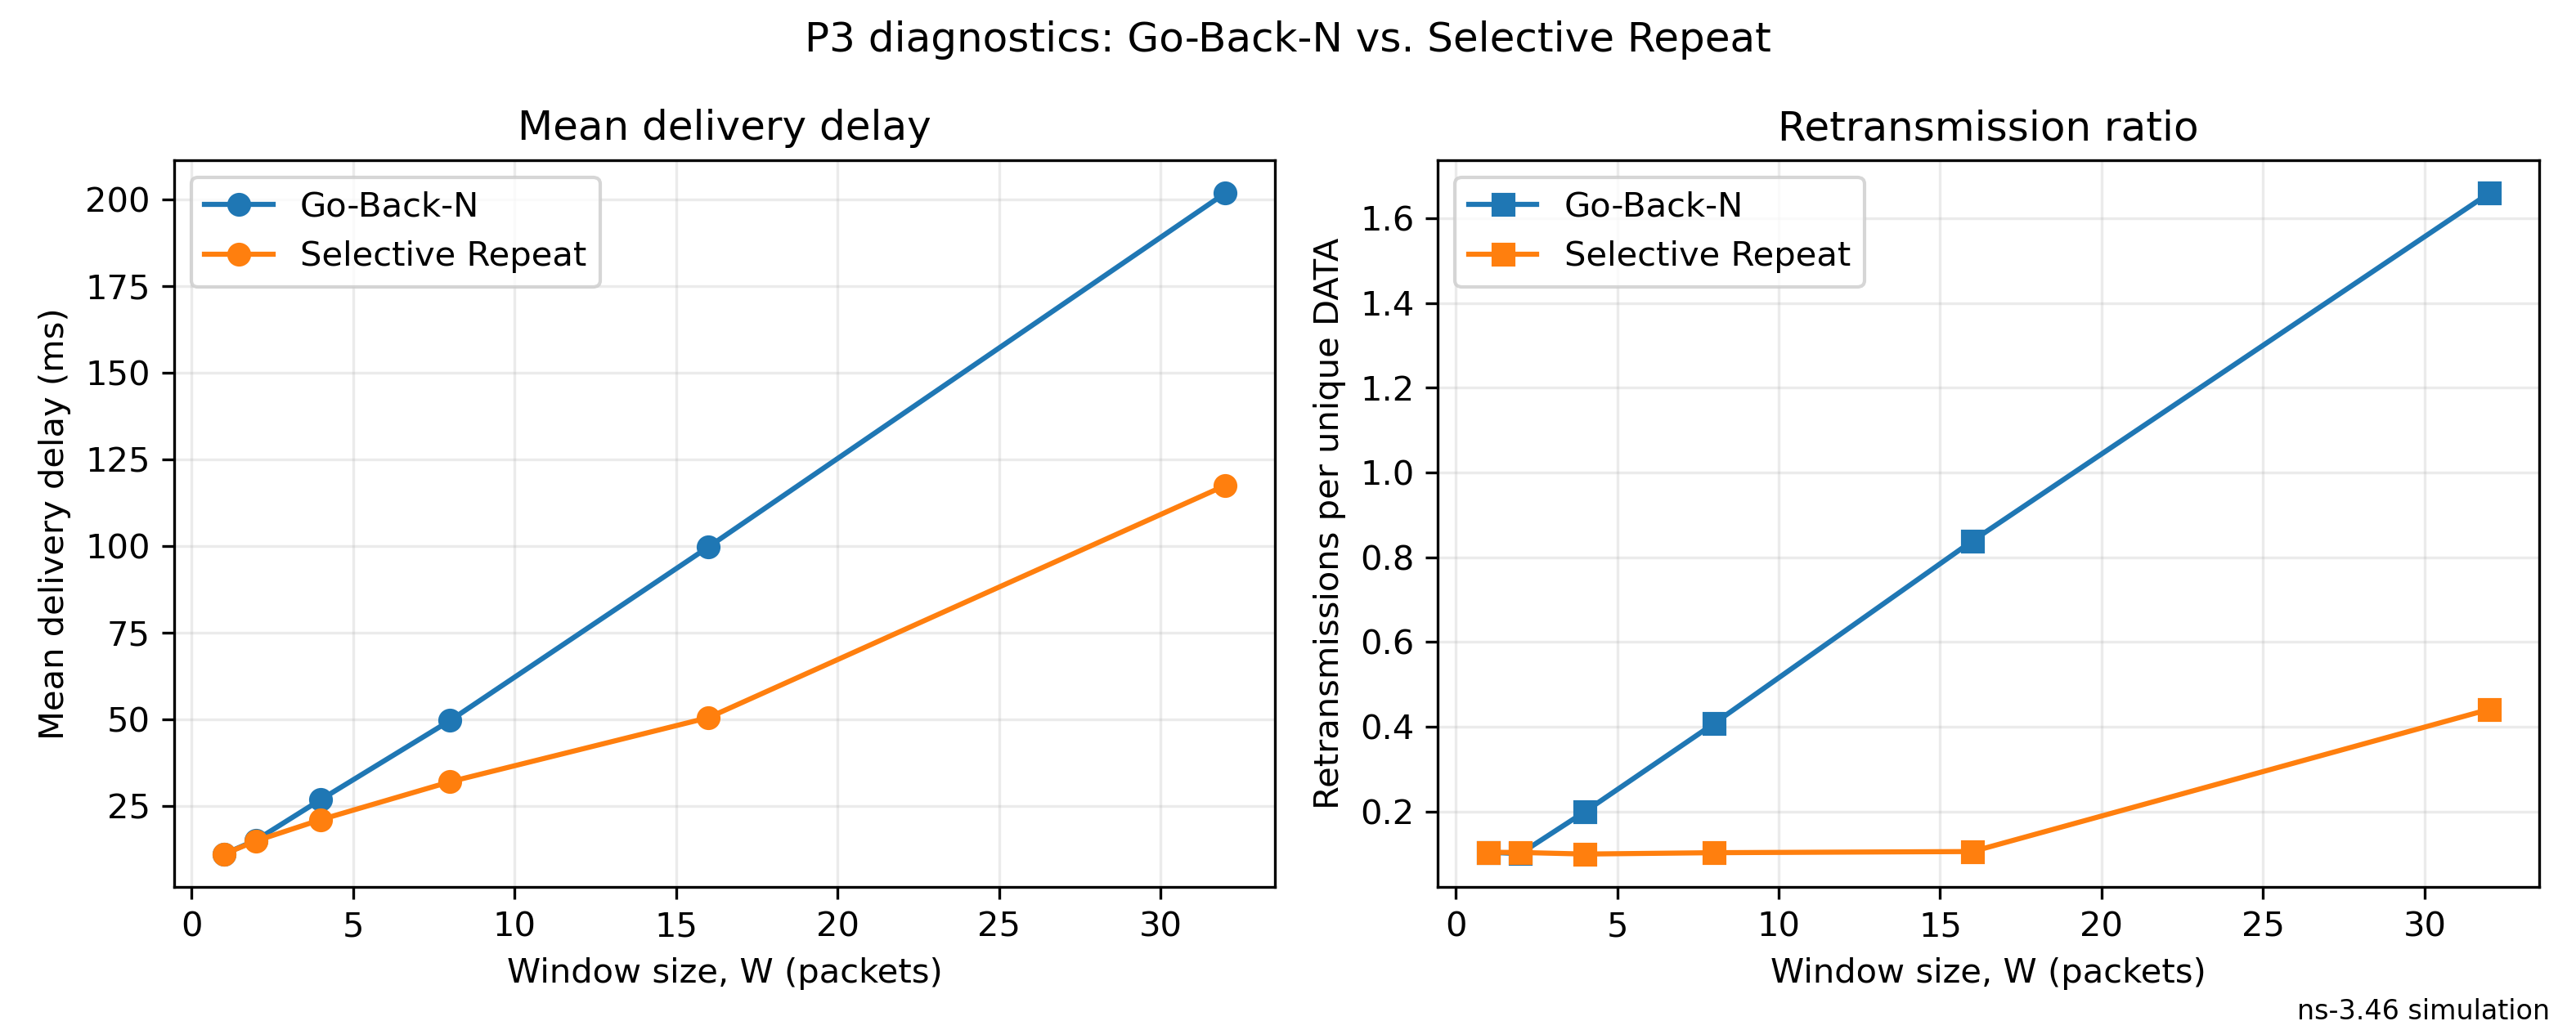 P3 diagnostics: Go-Back-N vs. Selective Repeat
Mean delivery delay
Go-Back-N
Selective Repeat
Mean delivery delay (ms)
200
175
150
125
100
75
50
25
0 5 10 15 20 25 30
Window size, W (packets)
Retransmission ratio
Go-Back-N
Selective Repeat
Retransmissions per unique DATA
1.6
1.4
1.2
1.0
0.8
0.6
0.4
0.2
0 5 10 15 20 25 30
Window size, W (packets)
ns-3.46 simulation